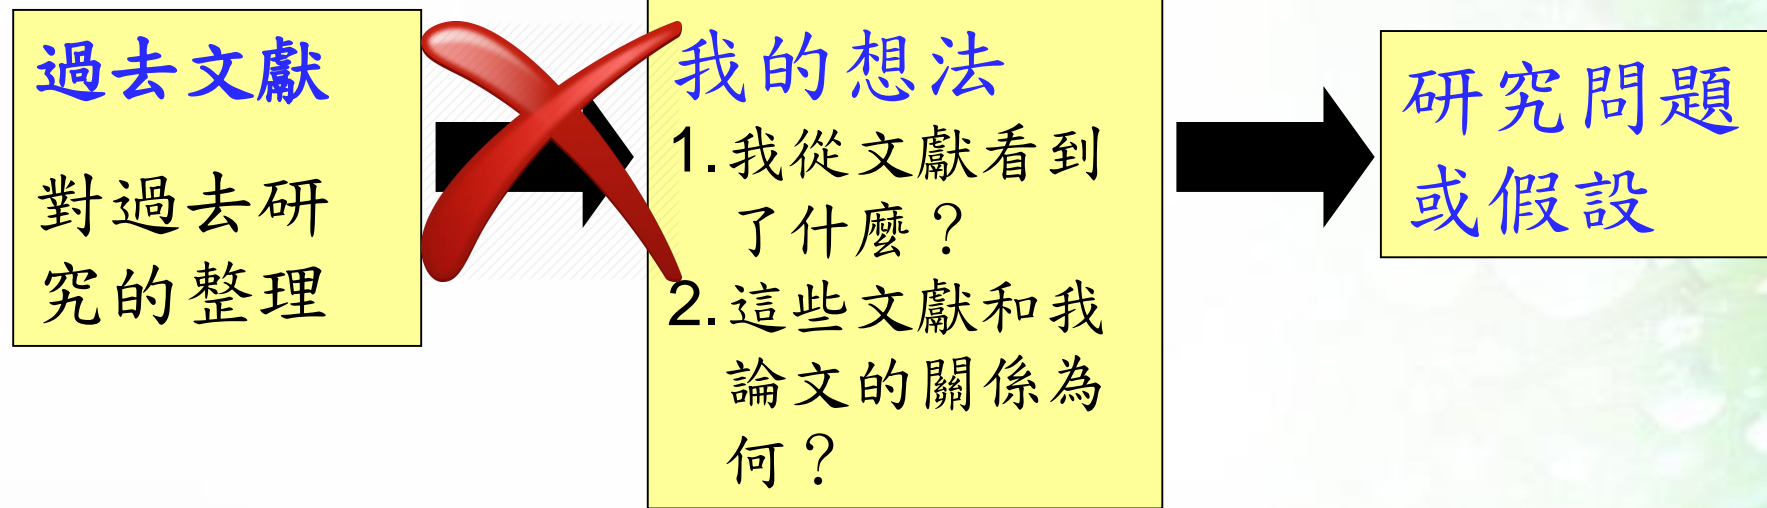 過去文獻
對過去研
究的整理
我的想法
1.我從文獻看到
了什麼？
2.這些文獻和我
論文的關係為
何？
研究問題
或假設